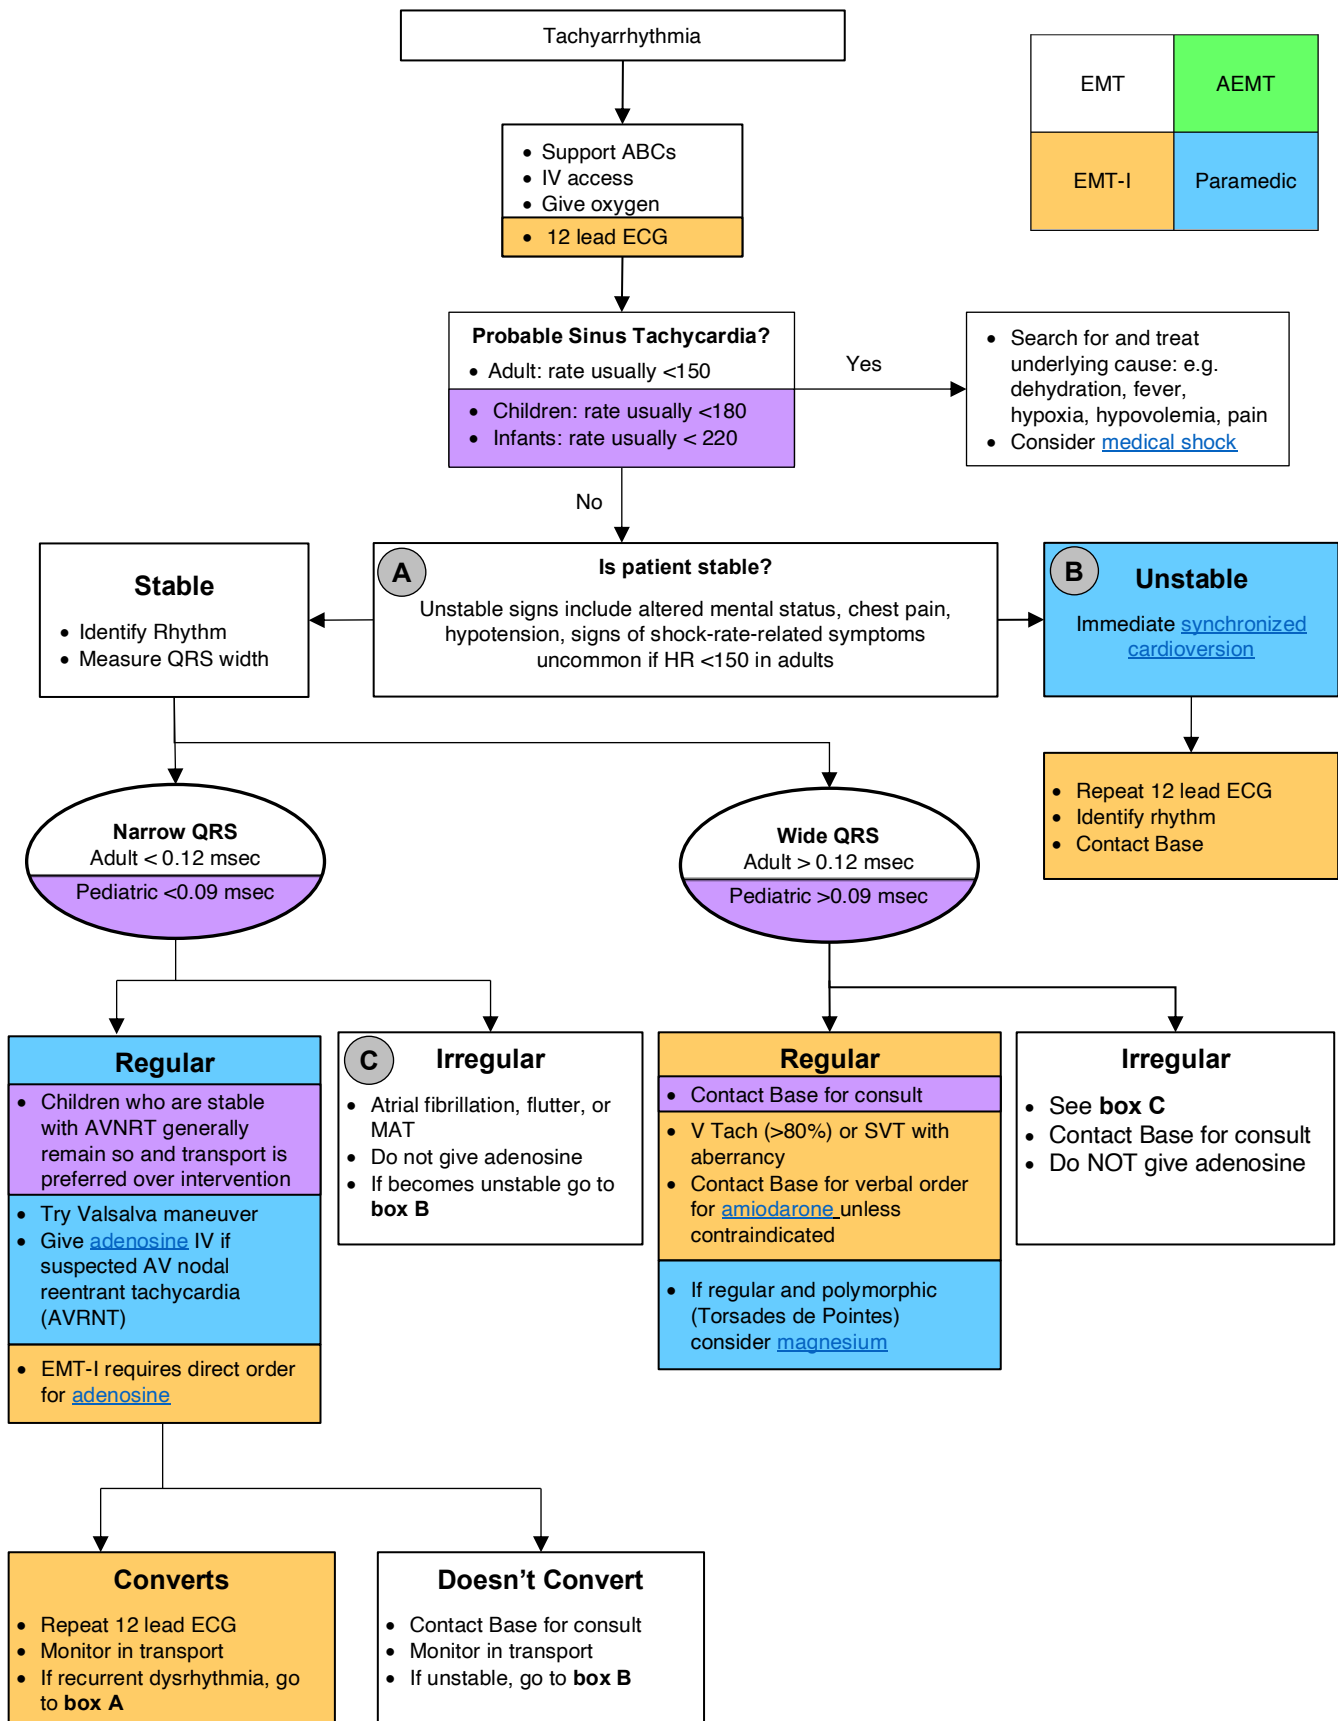 Tachyarrhythmia
EMT
AEMT
EMT-I
Paramedic
• Support ABCs
• IV access
• Give oxygen
• 12 lead ECG
Probable Sinus Tachycardia?
• Adult: rate usually <150
• Children: rate usually <180
• Infants: rate usually < 220
Yes
• Search for and treat
underlying cause: e.g.
dehydration, fever,
hypoxia, hypovolemia, pain
• Consider medical shock
No
Stable
• Identify Rhythm
• Measure QRS width
A
Is patient stable?
Unstable signs include altered mental status, chest pain,
hypotension, signs of shock-rate-related symptoms
uncommon if HR <150 in adults
B
Unstable
Immediate synchronized
cardioversion
• Repeat 12 lead ECG
• Identify rhythm
• Contact Base
Narrow QRS
Adult < 0.12 msec
Pediatric <0.09 msec
Wide QRS
Adult > 0.12 msec
Pediatric >0.09 msec
Regular
• Children who are stable
with AVNRT generally
remain so and transport is
preferred over intervention
• Try Valsalva maneuver
• Give adenosine IV if
suspected AV nodal
reentrant tachycardia
(AVRNT)
• EMT-I requires direct order
for adenosine
C
Irregular
• Atrial fibrillation, flutter, or
MAT
• Do not give adenosine
• If becomes unstable go to
box B
Regular
• Contact Base for consult
• V Tach (>80%) or SVT with
aberrancy
• Contact Base for verbal order
for amiodarone unless
contraindicated
• If regular and polymorphic
(Torsades de Pointes)
consider magnesium
Irregular
• See box C
• Contact Base for consult
• Do NOT give adenosine
Converts
• Repeat 12 lead ECG
• Monitor in transport
• If recurrent dysrhythmia, go
to box A
Doesn’t Convert
• Contact Base for consult
• Monitor in transport
• If unstable, go to box B